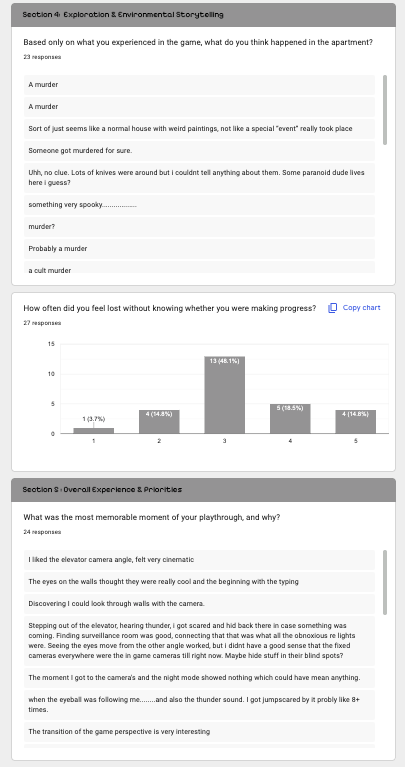 Section 4: Exploration & Environmental Storytelling
Based only on what you experienced in the game, what do you think happened in the apartment?
23 responses
A murder
A murder
Sort of just seems like a normal house with weird paintings, not like a special "event" really took place
Someone got murdered for sure.
Uhh, no clue. Lots of knives were around but i couldnt tell anything about them. Some paranoid dude lives
here i guess?
something very spooky.................
murder?
Probably a murder
a cult murder
How often did you feel lost without knowing whether you were making progress?
Copy chart
27 responses
15
10
5
0
1 (3.7%)
4 (14.8%)
13 (48.1%)
5 (18.5%)
4 (14.8%)
1
2
3
4
5
Overall Experience & Priorities
What was the most memorable moment of your playthrough, and why?
24 responses
I liked the elevator camera angle, felt very cinematic
The eyes on the walls thought they were really cool and the beginning with the typing
Discovering I could look through walls with the camera.
Stepping out of the elevator, hearing thunder, i got scared and hid back there in case something was
coming. Finding surveillance room was good, connecting that that was what all the obnoxious re lights
were. Seeing the eyes move from the other angle worked, but i didnt have a good sense that the fixed
cameras everywhere were the in game cameras till right now. Maybe hide stuff in their blind spots?
The moment I got to the camera's and the night mode showed nothing which could have mean anything.
when the eyeball was following me........and also the thunder sound. I got jumpscared by it probly like 8+
times.
The transition of the game perspective is very interesting